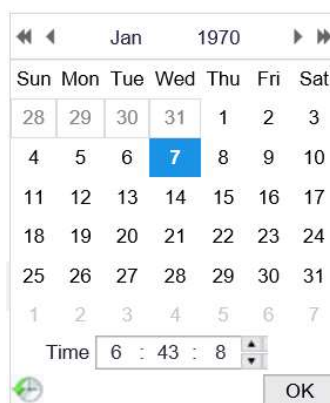 Jan 1970
Sun Mon Tue Wed Thu Fri Sat
28 29 30 31 1 2 3
4 5 6 7 8 9 10
11 12 13 14 15 16 17
18 19 20 21 22 23 24
25 26 27 28 29 30 31
1 2 3 4 5 6 7
Time 6 : 43 : 8
OK